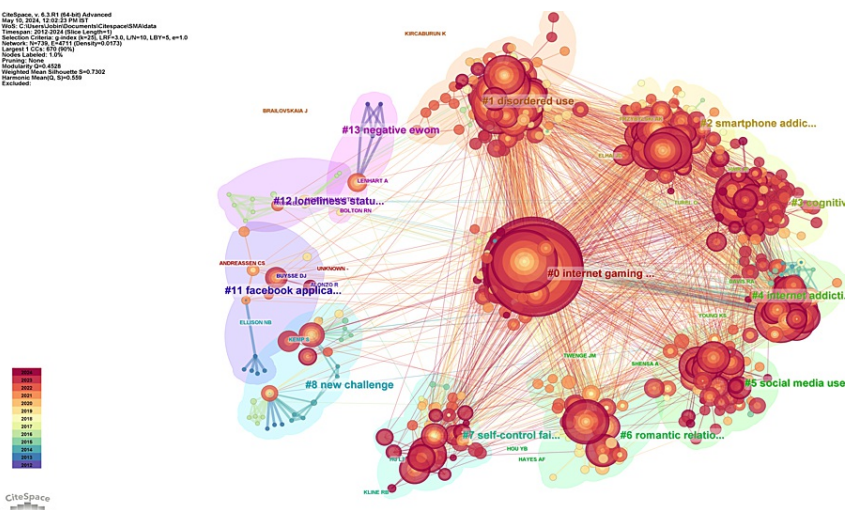 CiteSpace, v. 6.3.R1 (64-bit) Advanced
May 10, 2024, 12:02:23 PM IST
WoS: C:\Users\Jobin\Documents\Citespace\SMA\data
Timespan: 2012-2024 (Slice Length=1)
Selection Criteria: g-index (k=25), LRF=3.0, L/N=10, LBY=5, e=1.0
Network: N=739, E=4711 (Density=0.0173)
Largest 1 CCs: 670 (90%)
Nodes Labeled: 1.0%
Pruning: None
Modularity Q=0.4528
Weighted Mean Silhouette S=0.7302
Harmonic Mean(Q, S)=0.559
Excluded:
KIRCABURUN K
#1 disordered use
BRAILOVSKAIA J
#13 negative ewom
#2 smartphone addic...
LENHART A
#12 loneliness statu...
BOLTON RN
#3 cognitiv
ANDREASSEN CS
UNKNOWN -
BUYSSE DJ
ALONZO R
#11 facebook applica...
#0 internet gaming ...
#4 internet addicti.
YOUNG KS
ELLISON NB
KEMP S
TWENGE JM
SHENSA A
#8 new challenge
#5 social media use
#7 self-control fai...
#6 romantic relatio...
HOU YB
HAYES AF
KLINE RB
2024
2023
2022
2021
2020
2019
2018
2017
2016
2015
2014
2013
2012
CiteSpace